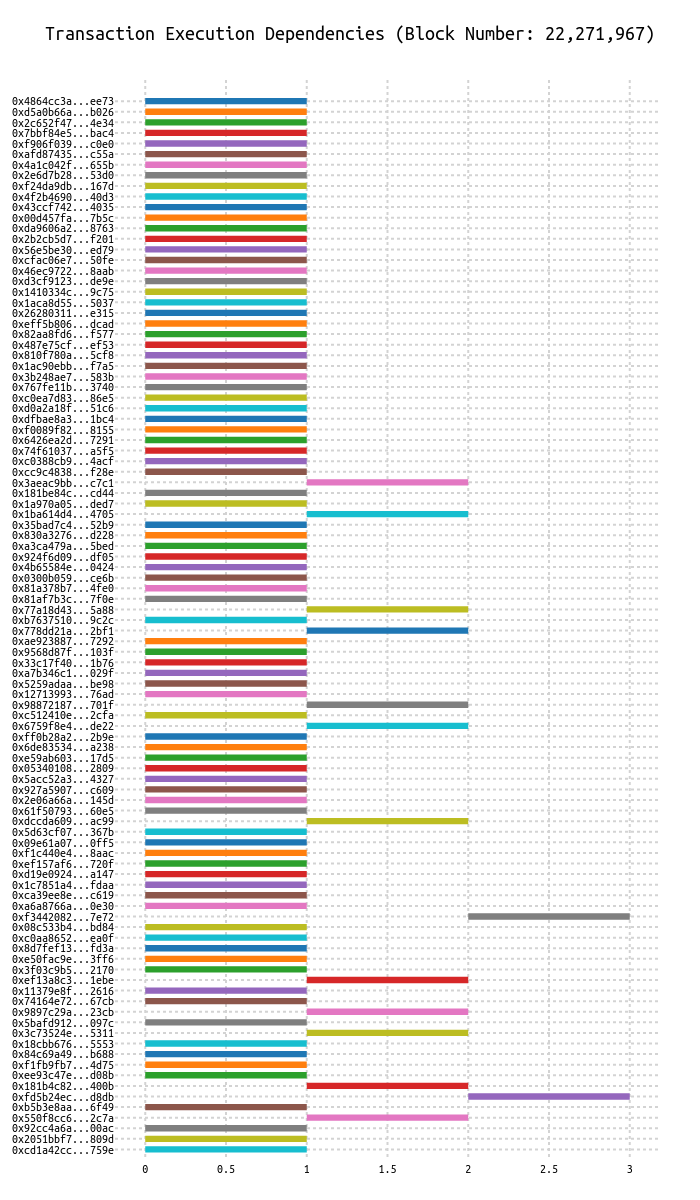 Transaction Execution Dependencies (Block Number: 22,271,967)
0x4864cc3a...ee73
0xd5a0b66a...b026
0x2c652f47...4e34
0x7bbf84e5...bac4
0xf906f039...c0e0
0xafd87435...c55a
0x4a1c042f...655b
0x2e6d7b28...53d0
0xf24da9db...167d
0x4f2b4690...40d3
0x43ccf742...4035
0x00d457fa...7b5c
0xda9606a2...8763
0x2b2cb5d7...f201
0x56e5be30...ed79
0xcfac06e7...50fe
0x46ec9722...8aab
0xd3cf9123...de9e
0x1410334c...9c75
0x1aca8d55...5037
0x26280311...e315
0xeff5b806...dcad
0x82aa8fd6...f577
0x487e75cf...ef53
0x810f780a...5cf8
0x1ac90ebb...f7a5
0x3b248ae7...583b
0x767fe11b...3740
0xc0ea7d83...86e5
0xd0a2a18f...51c6
0xdfbae8a3...1bc4
0xf0089f82...8155
0x6426ea2d...7291
0x74f61037...a5f5
0xc0388cb9...4acf
0xcc9c4838...f28e
0x3aeac9bb...c7c1
0x181be84c...cd44
0x1a970a05...ded7
0x1ba614d4...4705
0x35bad7c4...52b9
0x830a3276...d228
0xa3ca479a...5bed
0x924f6d09...df05
0x4b65584e...0424
0x0300b059...ce6b
0x81a378b7...4fe0
0x81af7b3c...7f0e
0x77a18d43...5a88
0xb7637510...9c2c
0x778dd21a...2bf1
0xae923887...7292
0x9568d87f...103f
0x33c17f40...1b76
0xa7b346c1...029f
0x5259adaa...be98
0x12713993...76ad
0x98872187...701f
0xc512410e...2cfa
0x6759f8e4...de22
0xff0b28a2...2b9e
0x6de83534...a238
0xe59ab603...17d5
0x05340108...2809
0x5acc52a3...4327
0x927a5907...c609
0x2e06a66a...145d
0x61f50793...60e5
0xdccda609...ac99
0x5d63cf07...367b
0x09e61a07...0ff5
0xf1c440e4...8aac
0xef157af6...720f
0xd19e0924...a147
0x1c7851a4...fdaa
0xca39ee8e...c619
0xa6a8766a...0e30
0xf3442082...7e72
0x08c533b4...bd84
0xc0aa8652...ea0f
0x8d7fef13...fd3a
0xe50fac9e...3ff6
0x3f03c9b5...2170
0xef13a8c3...1ebe
0x11379e8f...2616
0x74164e72...67cb
0x9897c29a...23cb
0x5bafd912...097c
0x3c73524e...5311
0x18cbb676...5553
0x84c69a49...b688
0xf1fb9fb7...4d75
0xee93c47e...d08b
0x181b4c82...400b
0xfd5b24ec...d8db
0xb5b3e8aa...6f49
0x550f8cc6...2c7a
0x92cc4a6a...00ac
0x2051bbf7...809d
0xcd1a42cc...759e
0 0.5 1 1.5 2 2.5 3